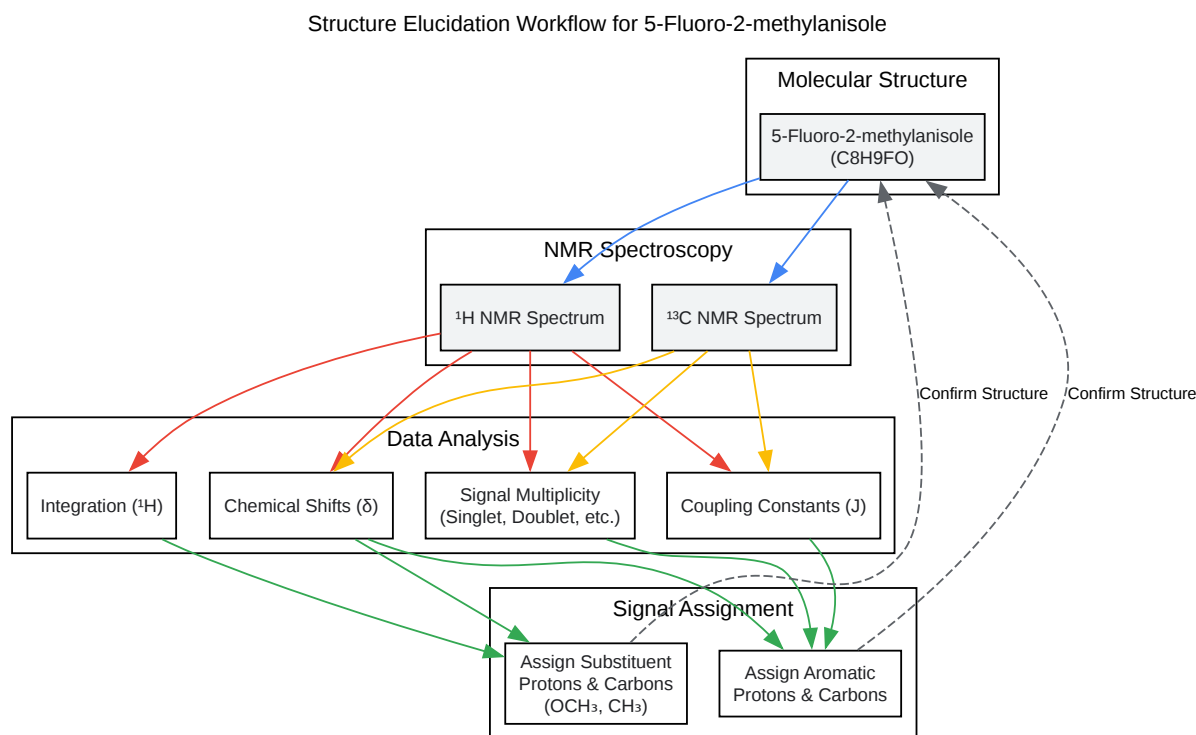 Structure Elucidation Workflow for 5-Fluoro-2-methylanisole
Molecular Structure
5-Fluoro-2-methylanisole
(C8H9FO)
NMR Spectroscopy
¹H NMR Spectrum
¹³C NMR Spectrum
Confirm Structure
Confirm Structure
Data Analysis
Integration (¹H)
Chemical Shifts (δ)
Signal Multiplicity
(Singlet, Doublet, etc.)
Coupling Constants (J)
Signal Assignment
Assign Substituent
Protons & Carbons
(OCH₃, CH₃)
Assign Aromatic
Protons & Carbons